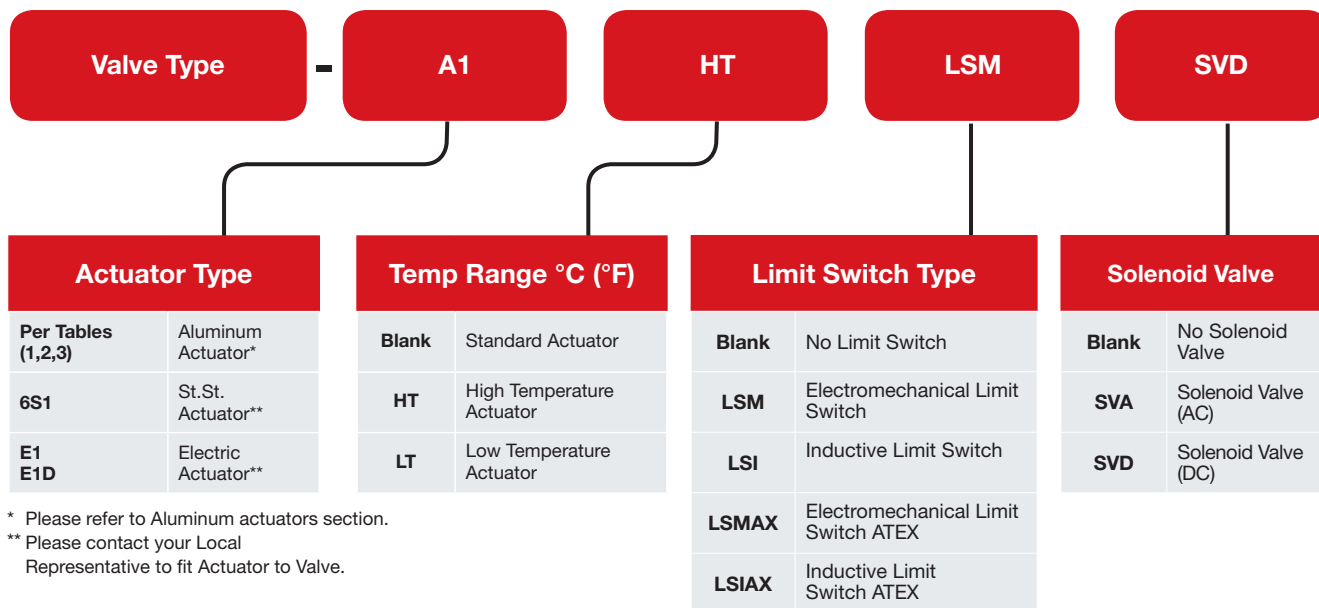 Valve Type - A1 HT LSM SVD
Actuator Type
Per Tables
(1,2,3)
Aluminum
Actuator*
6S1
St.St.
Actuator**
E1
E1D
Electric
Actuator**
* Please refer to Aluminum actuators section.
** Please contact your Local
Representative to fit Actuator to Valve.
Temp Range °C (°F)
Blank
Standard Actuator
HT
High Temperature
Actuator
LT
Low Temperature
Actuator
Limit Switch Type
Blank
No Limit Switch
LSM
Electromechanical Limit
Switch
LSI
Inductive Limit Switch
LSMAX
Electromechanical Limit
Switch ATEX
LSIAX
Inductive Limit
Switch ATEX
Solenoid Valve
Blank
No Solenoid
Valve
SVA
Solenoid Valve
(AC)
SVD
Solenoid Valve
(DC)